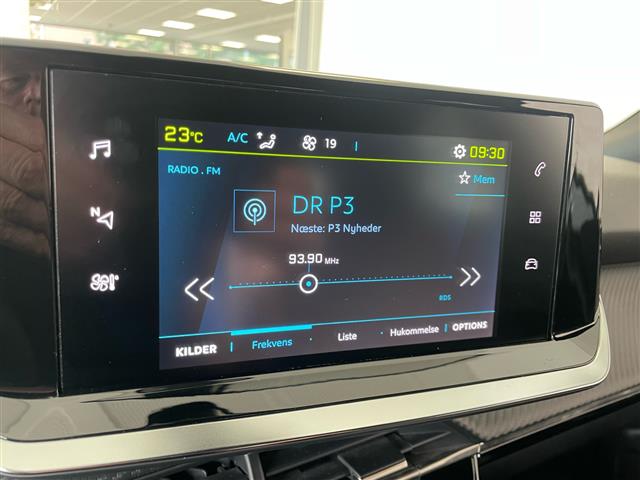 23°C A/C 19 09:30
RADIO . FM
Mem
DR P3
Næste: P3 Nyheder
93.90 MHz
RDS
KILDER Frekvens Liste Hukommelse OPTIONS
N